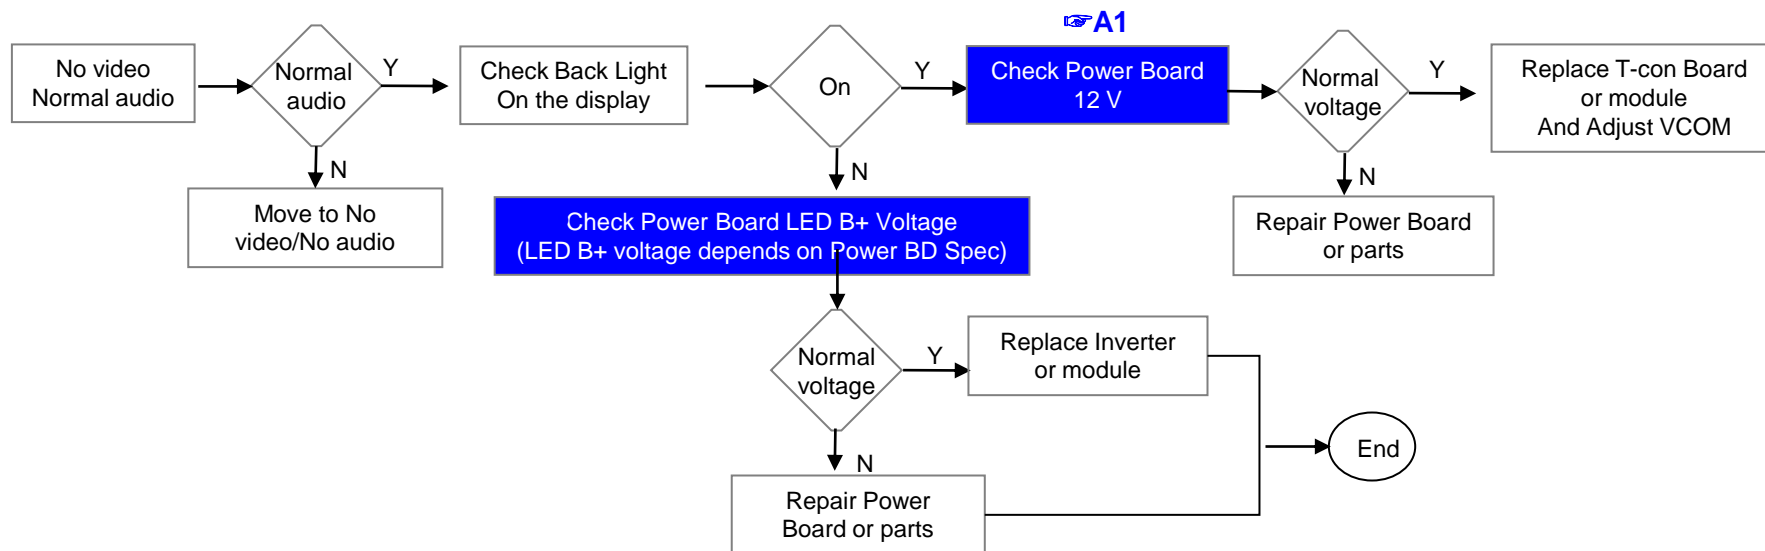 ☞A1
No video
Normal audio
Normal
audio
Y
Check Back Light
On the display
On
Y
Check Power Board
12 V
Normal
voltage
Y
Replace T-con Board
or module
And Adjust VCOM
N
Move to No
video/No audio
N
Check Power Board LED B+ Voltage
(LED B+ voltage depends on Power BD Spec)
N
Repair Power Board
or parts
Normal
voltage
Y
Replace Inverter
or module
End
N
Repair Power
Board or parts